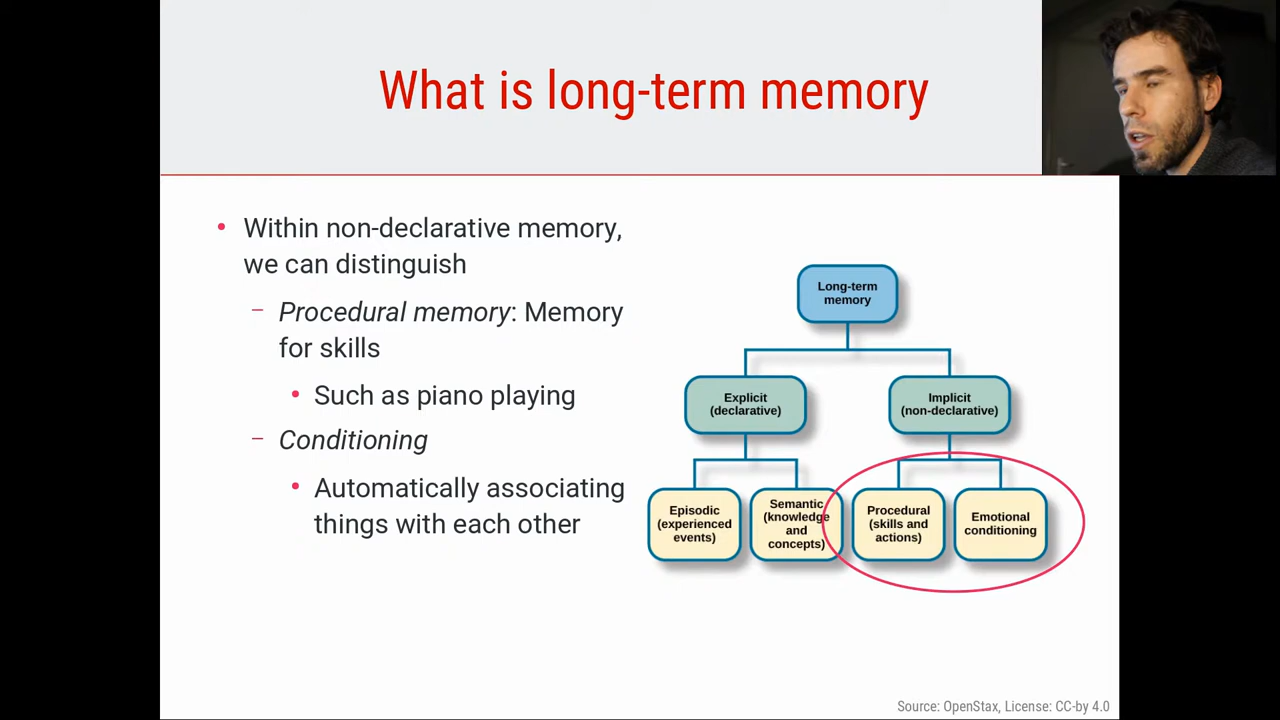 What is long-term memory
• Within non-declarative memory,
we can distinguish
– Procedural memory: Memory
for skills
• Such as piano playing
– Conditioning
• Automatically associating
things with each other
Long-term
memory
Explicit
(declarative)
Implicit
(non-declarative)
Episodic
(experienced
events)
Semantic
(knowledge
and
concepts)
Procedural
(skills and
actions)
Emotional
conditioning
Source: OpenStax, License: CC-by 4.0